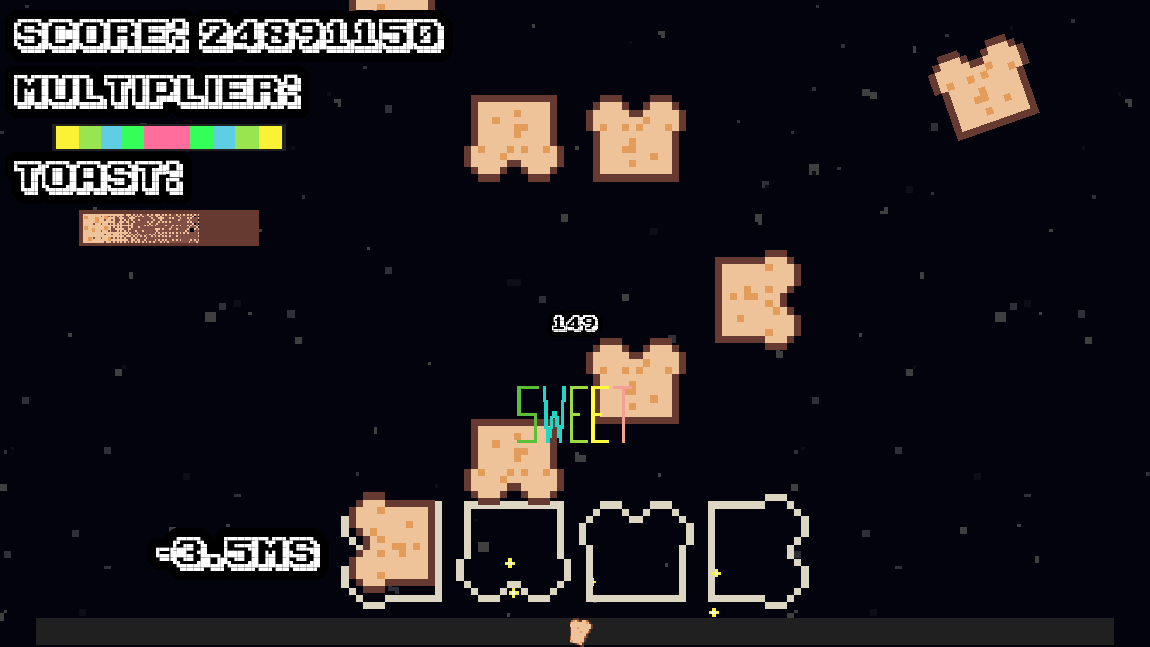 SCORE: 24891150
MULTIPLIER:
TOAST:
149
SWEET
-3.5MS